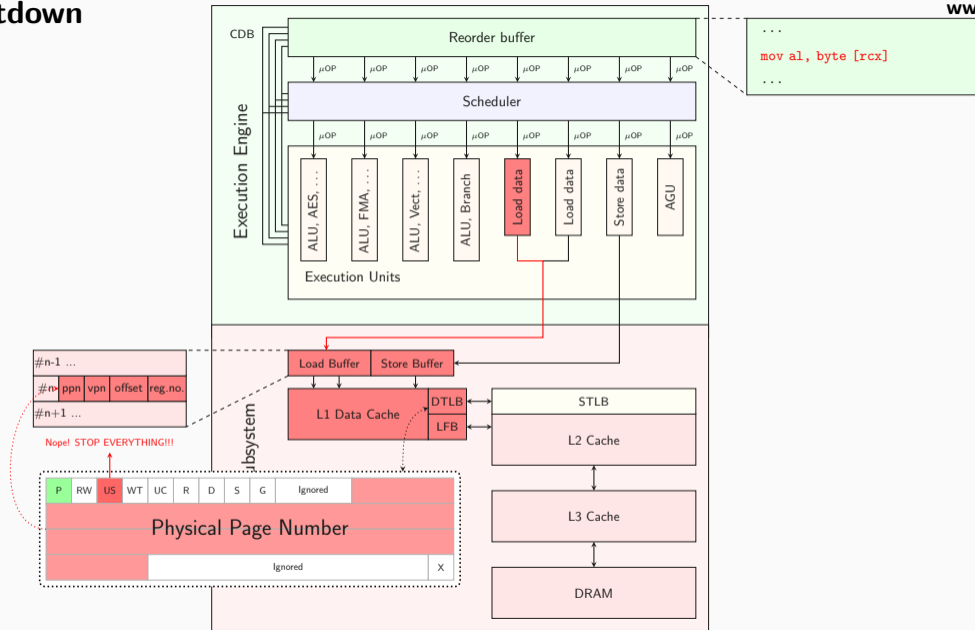 tdown
ww
CDB
Reorder buffer
...
mov al, byte [rcx]
...
μOP μOP μOP μOP μOP μOP μOP μOP
Scheduler
μOP μOP μOP μOP μOP μOP μOP μOP
Execution Engine
ALU, AES, ...
ALU, FMA, ...
ALU, Vect, ...
ALU, Branch
Load data
Load data
Store data
AGU
Execution Units
#n-1 ...
#n ppn vpn offset reg.no.
#n+1 ...
Load Buffer Store Buffer
L1 Data Cache
DTLB
LFB
STLB
L2 Cache
L3 Cache
DRAM
ubsystem
Nope! STOP EVERYTHING!!!
P RW US WT UC R D S G Ignored
Physical Page Number
Ignored X